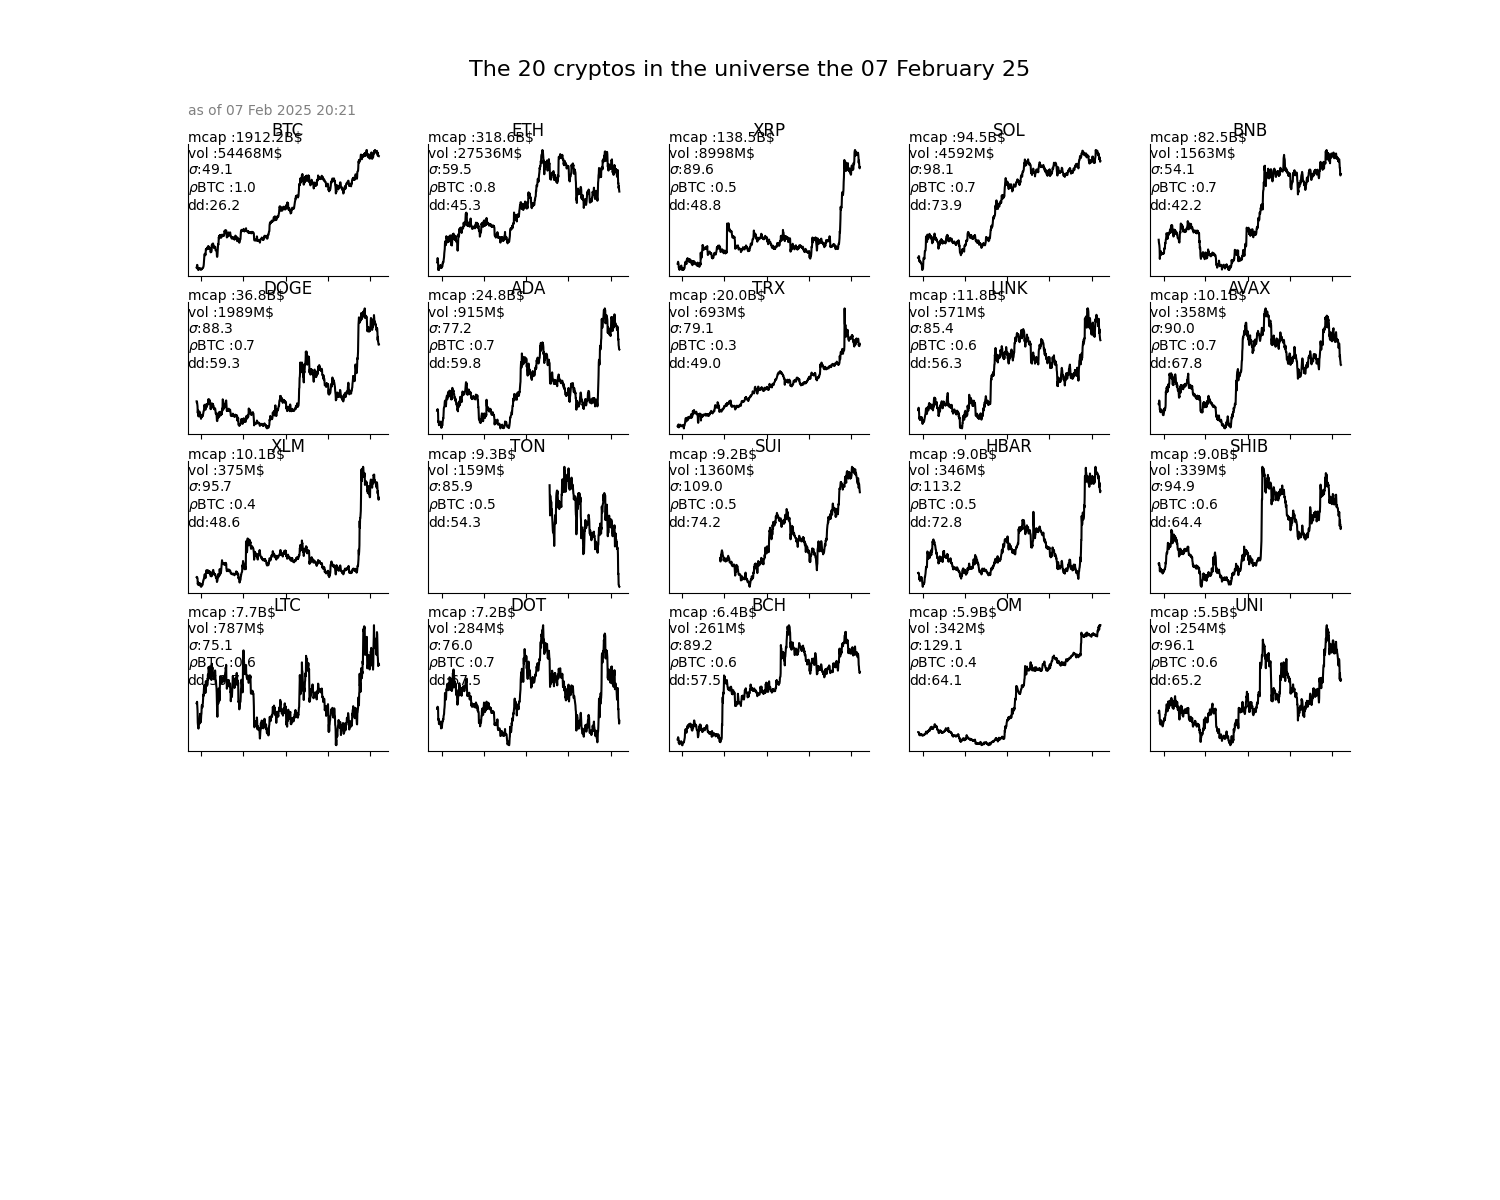 The 20 cryptos in the universe the 07 February 25
as of 07 Feb 2025 20:21
BTC
mcap :1912.2B$
vol :54468M$
σ:49.1
ρBTC :1.0
dd:26.2
ETH
mcap :318.6B$
vol :27536M$
σ:59.5
ρBTC :0.8
dd:45.3
XRP
mcap :138.5B$
vol :8998M$
σ:89.6
ρBTC :0.5
dd:48.8
SOL
mcap :94.5B$
vol :4592M$
σ:98.1
ρBTC :0.7
dd:73.9
BNB
mcap :82.5B$
vol :1563M$
σ:54.1
ρBTC :0.7
dd:42.2
DOGE
mcap :36.8B$
vol :1989M$
σ:88.3
ρBTC :0.7
dd:59.3
ADA
mcap :24.8B$
vol :915M$
σ:77.2
ρBTC :0.7
dd:59.8
TRX
mcap :20.0B$
vol :693M$
σ:79.1
ρBTC :0.3
dd:49.0
LINK
mcap :11.8B$
vol :571M$
σ:85.4
ρBTC :0.6
dd:56.3
AVAX
mcap :10.1B$
vol :358M$
σ:90.0
ρBTC :0.7
dd:67.8
XLM
mcap :10.1B$
vol :375M$
σ:95.7
ρBTC :0.4
dd:48.6
TON
mcap :9.3B$
vol :159M$
σ:85.9
ρBTC :0.5
dd:54.3
SUI
mcap :9.2B$
vol :1360M$
σ:109.0
ρBTC :0.5
dd:74.2
HBAR
mcap :9.0B$
vol :346M$
σ:113.2
ρBTC :0.5
dd:72.8
SHIB
mcap :9.0B$
vol :339M$
σ:94.9
ρBTC :0.6
dd:64.4
LTC
mcap :7.7B$
vol :787M$
σ:75.1
ρBTC :0.6
DOT
mcap :7.2B$
vol :284M$
σ:76.0
ρBTC :0.7
dd:67.5
BCH
mcap :6.4B$
vol :261M$
σ:89.2
ρBTC :0.6
dd:57.5
OM
mcap :5.9B$
vol :342M$
σ:129.1
ρBTC :0.4
dd:64.1
UNI
mcap :5.5B$
vol :254M$
σ:96.1
ρBTC :0.6
dd:65.2